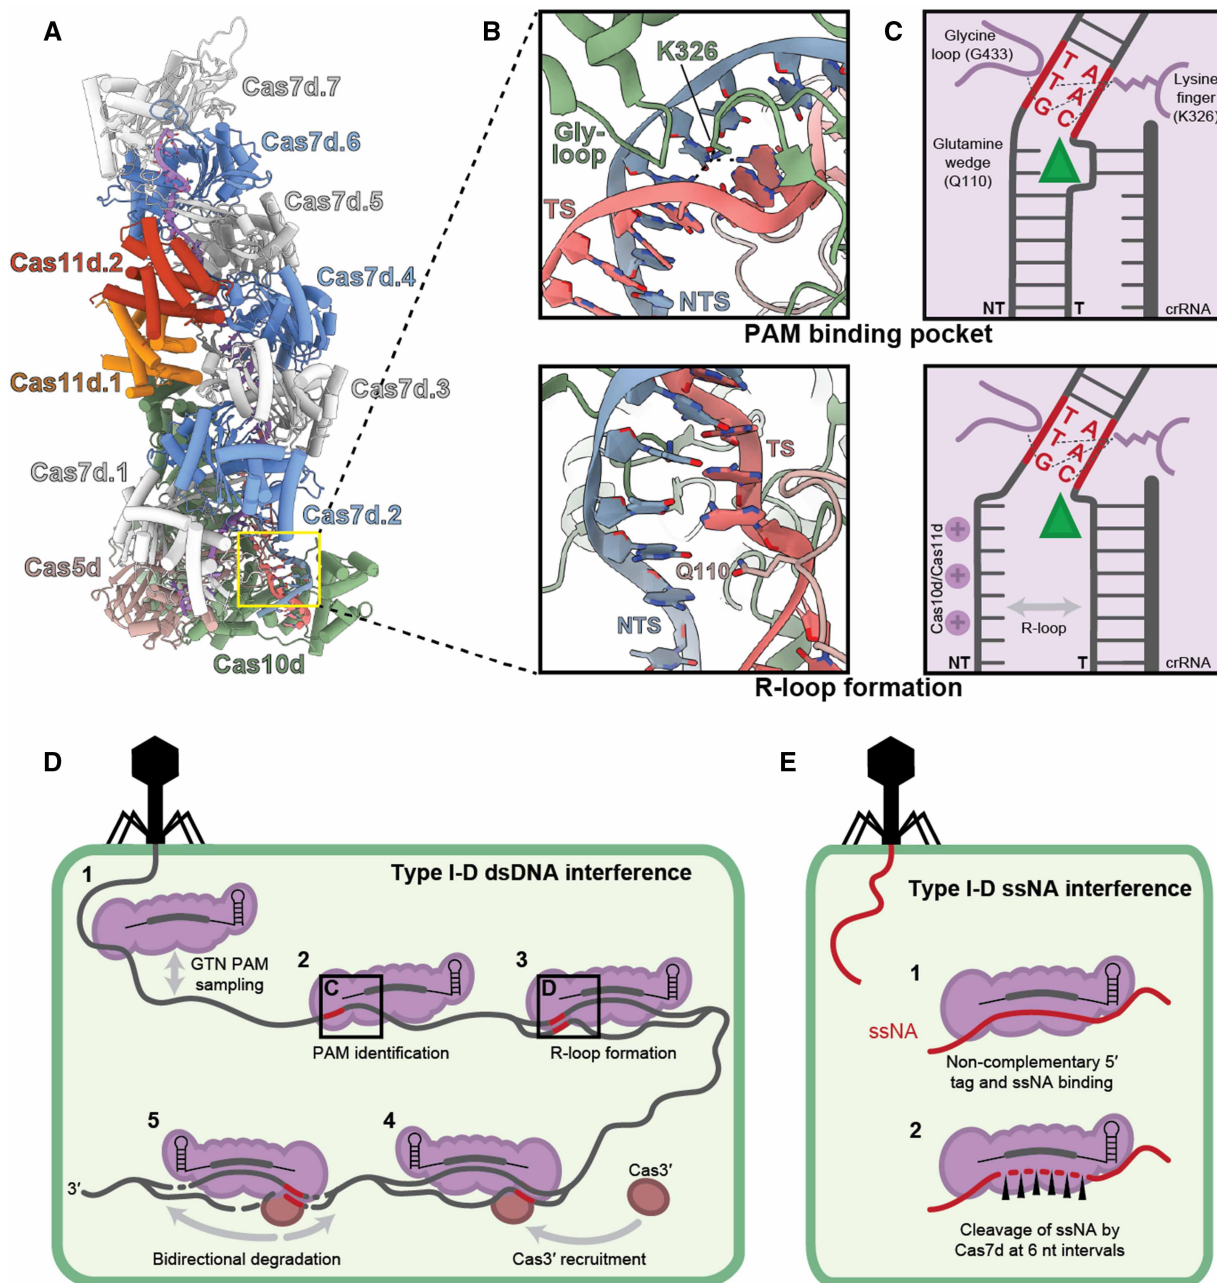 A
Cas7d.7
Cas7d.6
Cas7d.5
Cas11d.2
Cas7d.4
Cas11d.1
Cas7d.3
Cas7d.1
Cas7d.2
Cas5d
Cas10d
B
K326
Gly-
loop
TS
NTS
C
Glycine
loop (G433)
T
A
T
A
G
C
Lysine
finger
(K326)
Glutamine
wedge
(Q110)
NT
T
crRNA
PAM binding pocket
TS
Q110
NTS
T
A
T
A
G
C
Cas10d/Cas11d
+
+
+
R-loop
NT
T
crRNA
R-loop formation
D
1
Type I-D dsDNA interference
GTN PAM
sampling
2
C
PAM identification
3
D
R-loop formation
5
4
3′
Cas3′
Bidirectional degradation
Cas3′ recruitment
E
Type I-D ssNA interference
1
ssNA
Non-complementary 5′
tag and ssNA binding
2
Cleavage of ssNA by
Cas7d at 6 nt intervals